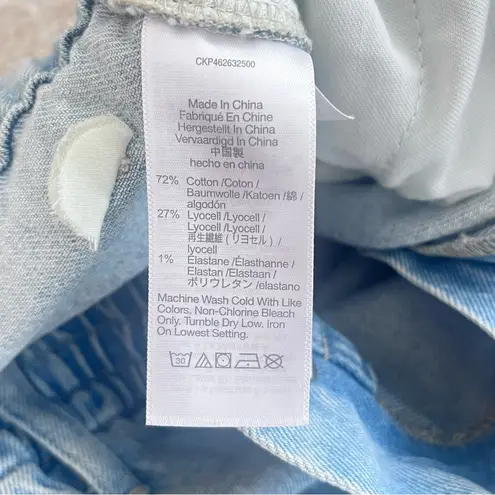 CKP462632500
Made In China
Fabriqué En Chine
Hergestellt In China
Vervaardigd In China
中国製
hecho en china
72% Cotton /Coton /
Baumwolle /Katoen /綿 /
algodón
27% Lyocell /Lyocell /
Lyocell /Lyocell /
再生繊維 ( リヨセル ) /
lyocell
1% Elastane /Élasthanne /
Elastan /Elastaan /
ポリウレタン /elastano
Machine Wash Cold With Like
Colors. Non-Chlorine Bleach
Only. Tumble Dry Low. iron
On Lowest Setting.
30